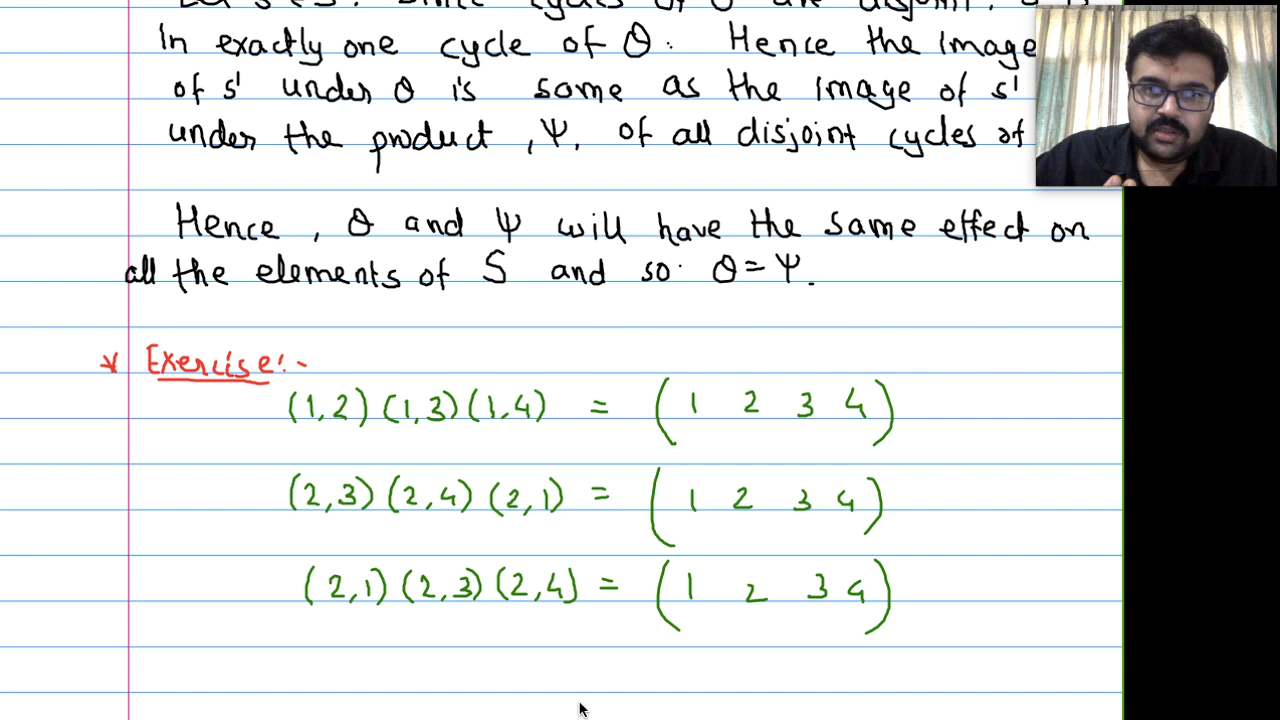 in exactly one cycle of θ. Hence the image
of s' under θ is same as the image of s'
under the product , Ψ, of all disjoint cycles of
Hence , θ and Ψ will have the same effect on
all the elements of S and so θ = Ψ.
* Exercise:-
(1,2) (1,3) (1,4) = ( 1 2 3 4 )
(2,3) (2,4) (2,1) = ( 1 2 3 4 )
(2,1) (2,3) (2,4) = ( 1 2 3 4 )